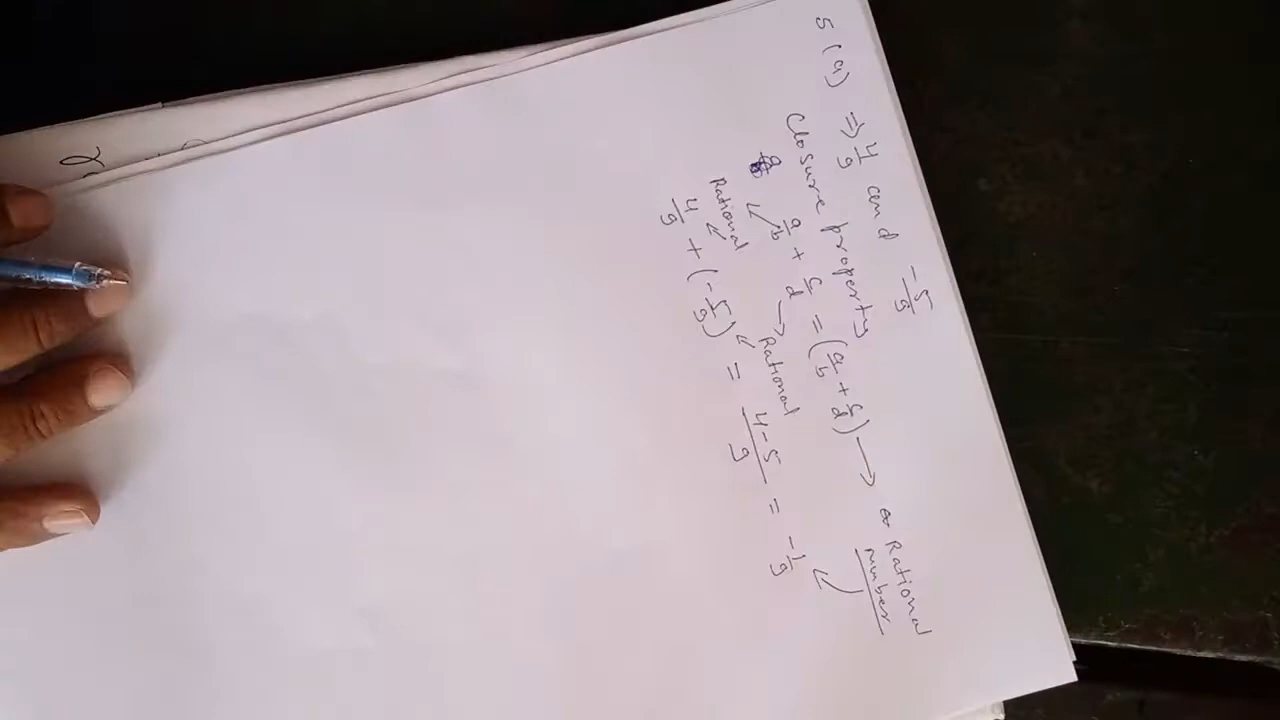 5 (a) ⇒ 4/9 and -5/9
Closure property
a/b + c/d = (a/b + c/d) → a Rational number
Rational → Rational
4/9 + (-5/9) = 4-5/9 = -1/9